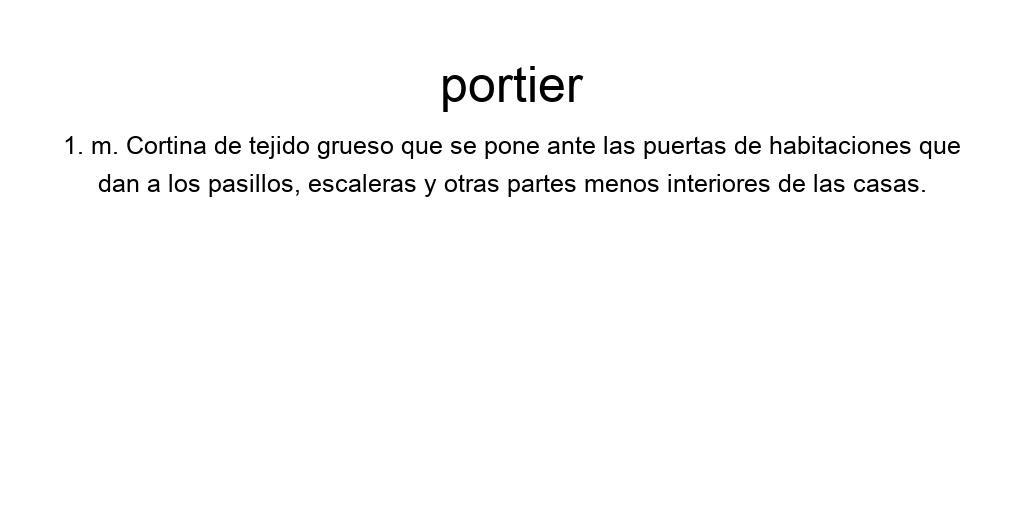 portier
1. m. Cortina de tejido grueso que se pone ante las puertas de habitaciones que
dan a los pasillos, escaleras y otras partes menos interiores de las casas.